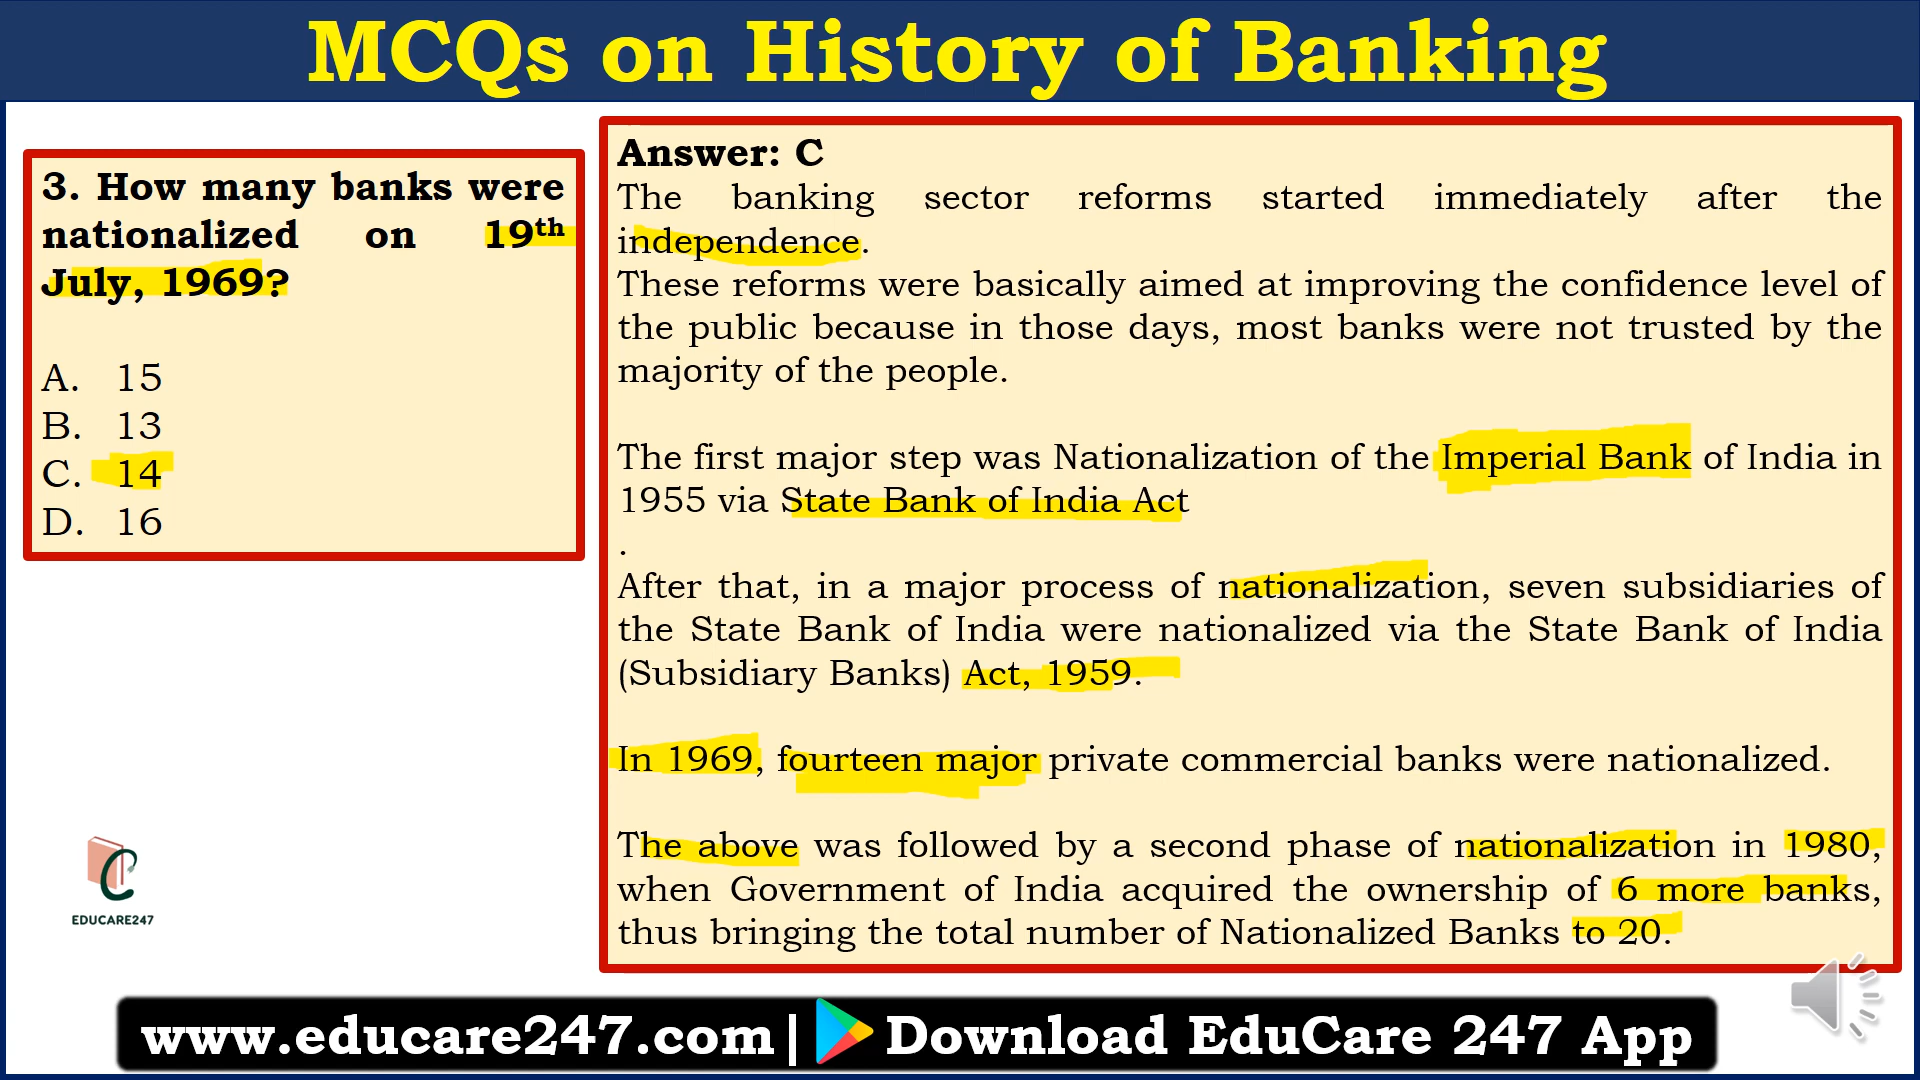 MCQs on History of Banking
3. How many banks were
nationalized on 19th
July, 1969?
A. 15
B. 13
C. 14
D. 16
Answer: C
The banking sector reforms started immediately after the
independence.
These reforms were basically aimed at improving the confidence level of
the public because in those days, most banks were not trusted by the
majority of the people.
The first major step was Nationalization of the Imperial Bank of India in
1955 via State Bank of India Act
.
After that, in a major process of nationalization, seven subsidiaries of
the State Bank of India were nationalized via the State Bank of India
(Subsidiary Banks) Act, 1959.
In 1969, fourteen major private commercial banks were nationalized.
The above was followed by a second phase of nationalization in 1980,
when Government of India acquired the ownership of 6 more banks,
thus bringing the total number of Nationalized Banks to 20.
C
EDUCARE247
www.educare247.com| Download EduCare 247 App